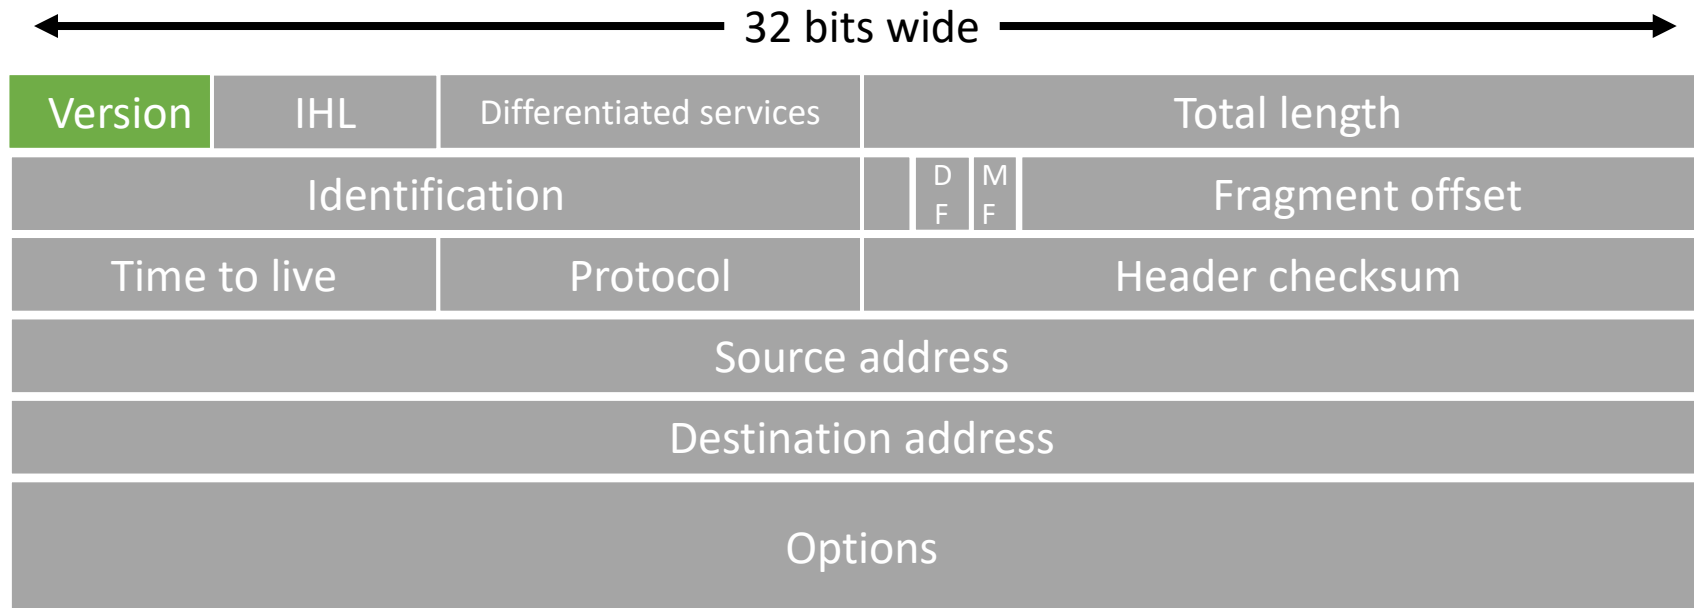 32 bits wide
Version IHL Differentiated services Total length
Identification D F M F Fragment offset
Time to live Protocol Header checksum
Source address
Destination address
Options